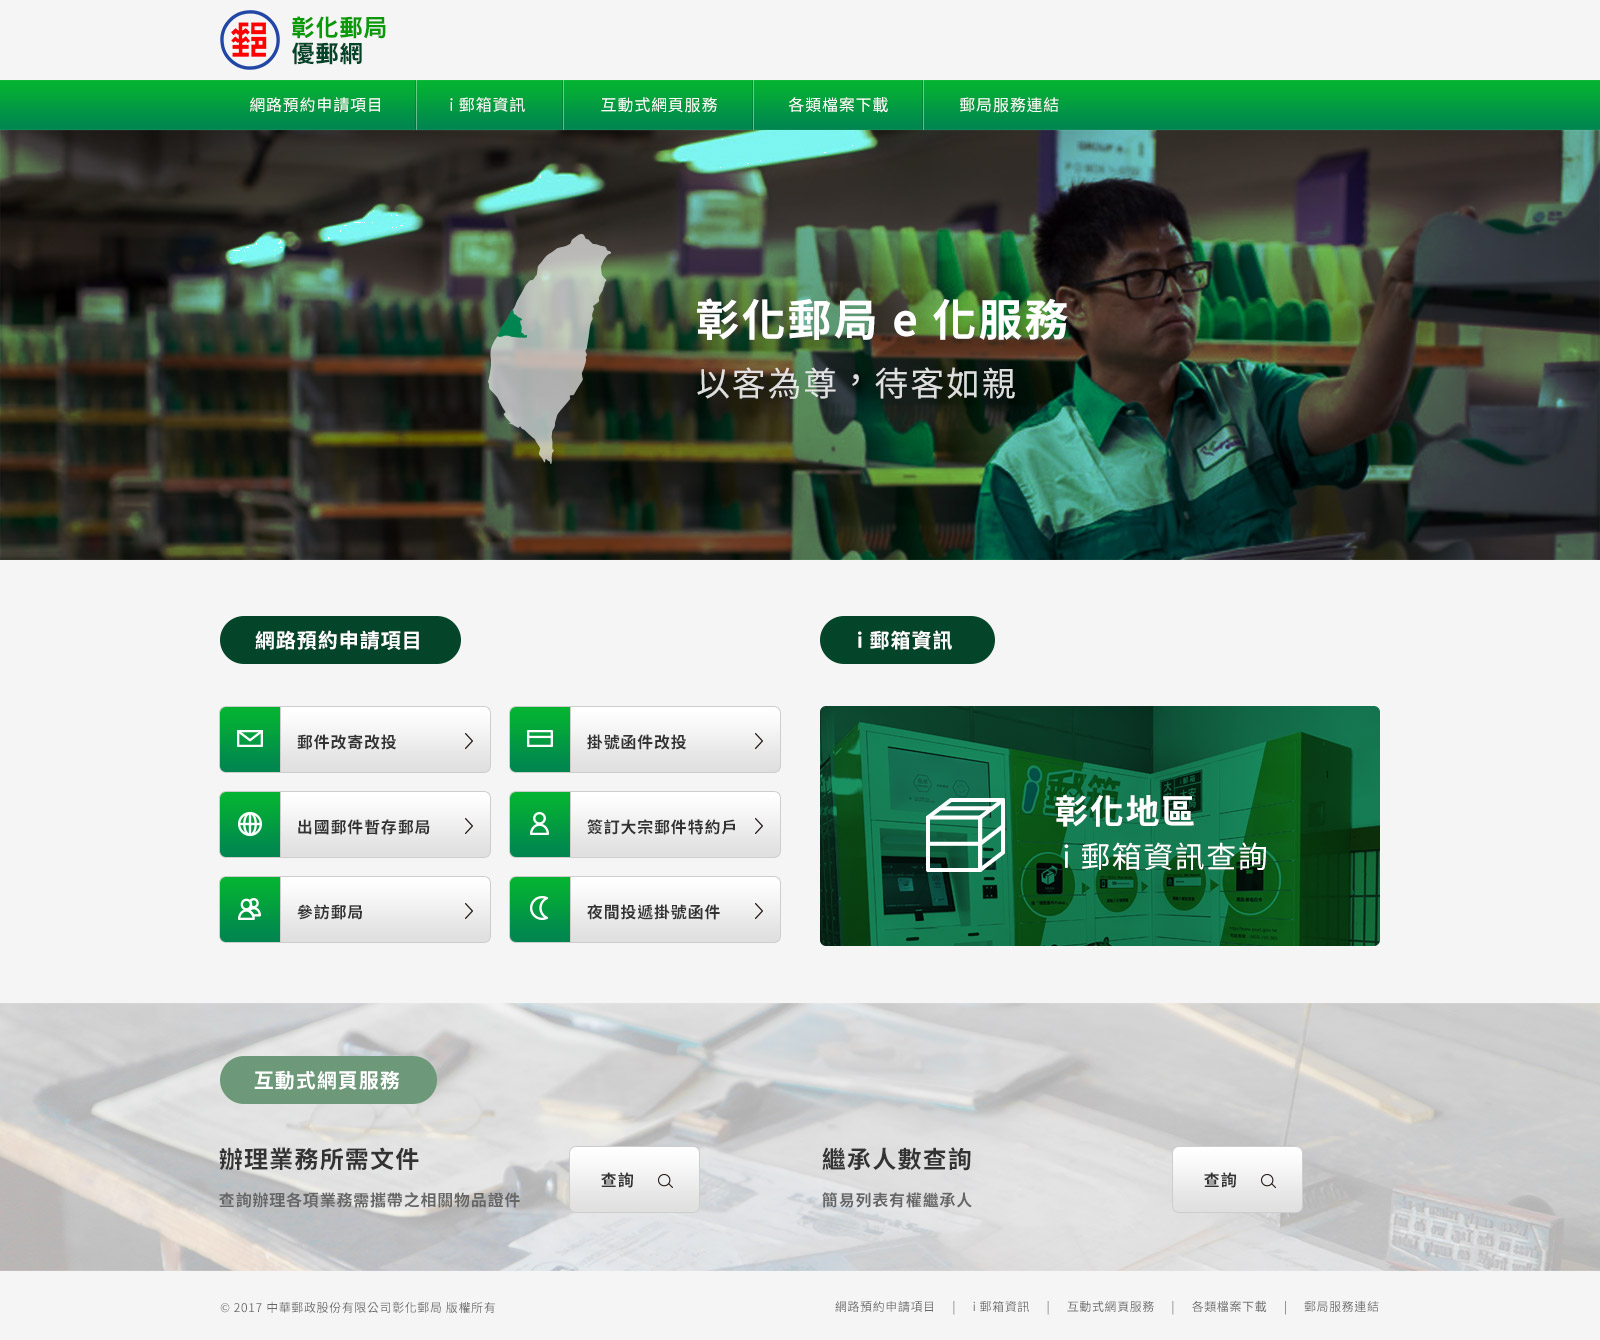 郵
彰化郵局
優郵網
網路預約申請項目
i 郵箱資訊
互動式網頁服務
各類檔案下載
郵局服務連結
彰化郵局 e 化服務
以客為尊，待客如親
網路預約申請項目
i 郵箱資訊
郵件改寄改投
掛號函件改投
出國郵件暫存郵局
簽訂大宗郵件特約戶
參訪郵局
夜間投遞掛號函件
i郵箱
彰化地區
i 郵箱資訊查詢
互動式網頁服務
辦理業務所需文件
查詢辦理各項業務需攜帶之相關物品證件
查詢
繼承人數查詢
簡易列表有權繼承人
查詢
© 2017 中華郵政股份有限公司彰化郵局 版權所有
網路預約申請項目 | i 郵箱資訊 | 互動式網頁服務 | 各類檔案下載 | 郵局服務連結